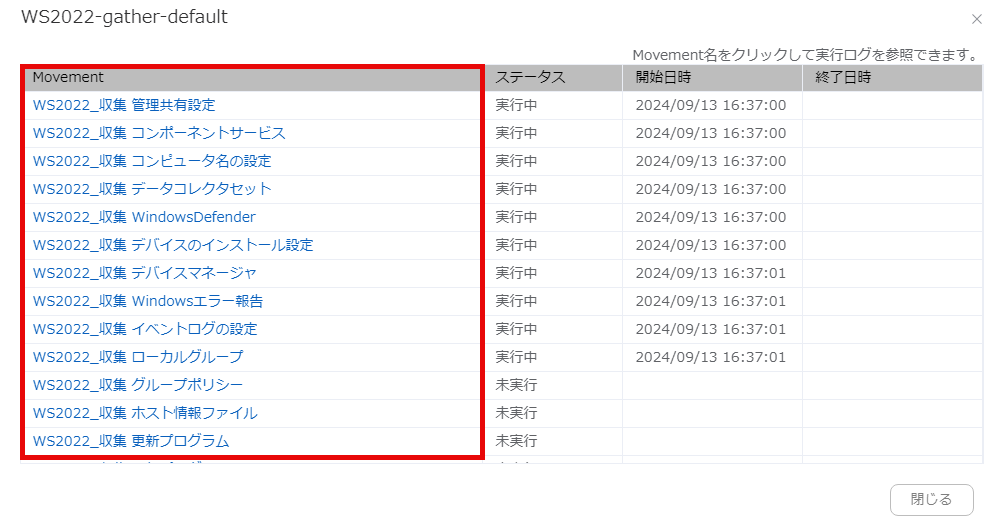 WS2022-gather-default
×
Movement名をクリックして実行ログを参照できます。
Movement ステータス 開始日時 終了日時
WS2022_収集 管理共有設定 実行中 2024/09/13 16:37:00
WS2022_収集 コンポーネントサービス 実行中 2024/09/13 16:37:00
WS2022_収集 コンピュータ名の設定 実行中 2024/09/13 16:37:00
WS2022_収集 データコレクタセット 実行中 2024/09/13 16:37:00
WS2022_収集 WindowsDefender 実行中 2024/09/13 16:37:00
WS2022_収集 デバイスのインストール設定 実行中 2024/09/13 16:37:00
WS2022_収集 デバイスマネージャ 実行中 2024/09/13 16:37:01
WS2022_収集 Windowsエラー報告 実行中 2024/09/13 16:37:01
WS2022_収集 イベントログの設定 実行中 2024/09/13 16:37:01
WS2022_収集 ローカルグループ 実行中 2024/09/13 16:37:01
WS2022_収集 グループポリシー 未実行
WS2022_収集 ホスト情報ファイル 未実行
WS2022_収集 更新プログラム 未実行
閉じる